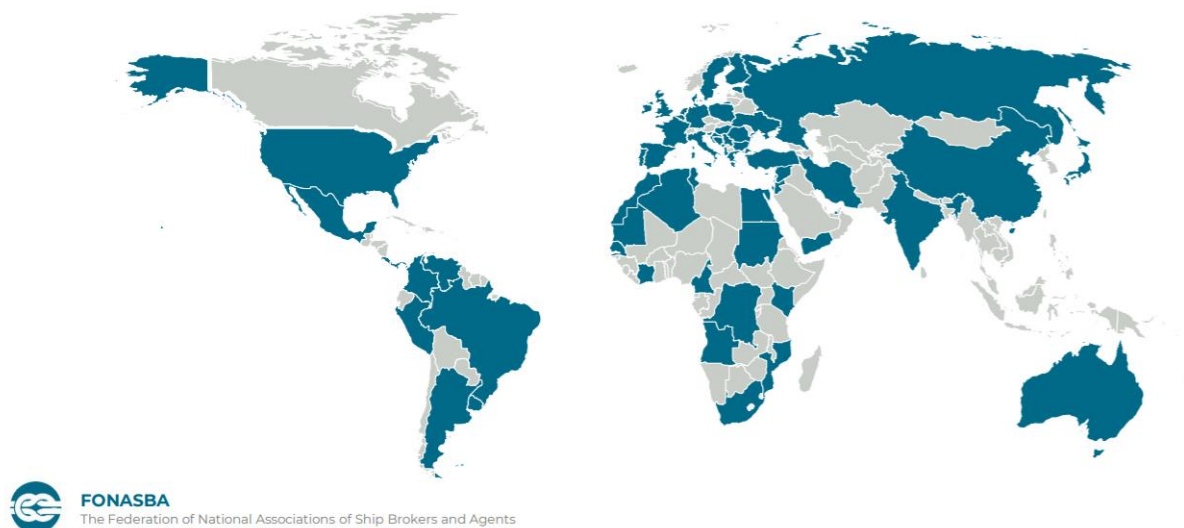 FONASBA
The Federation of National Associations of Ship Brokers and Agents